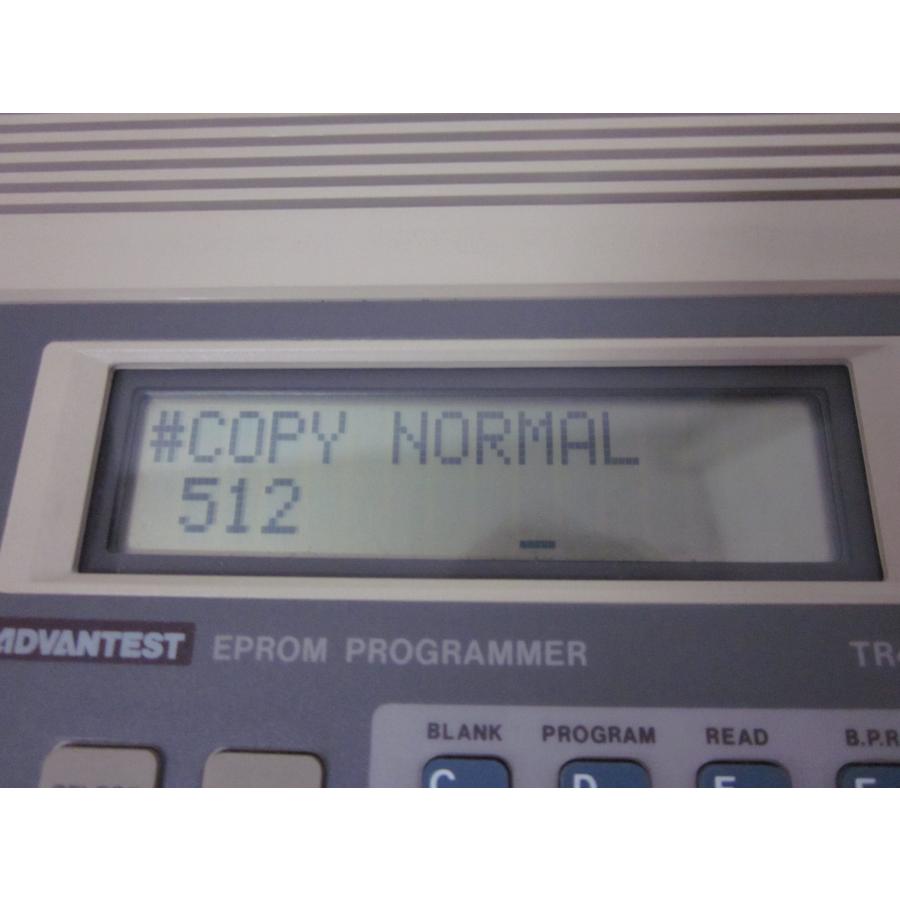 #COPY NORMAL
512
ADVANTEST EPROM PROGRAMMER
BLANK PROGRAM READ
C D